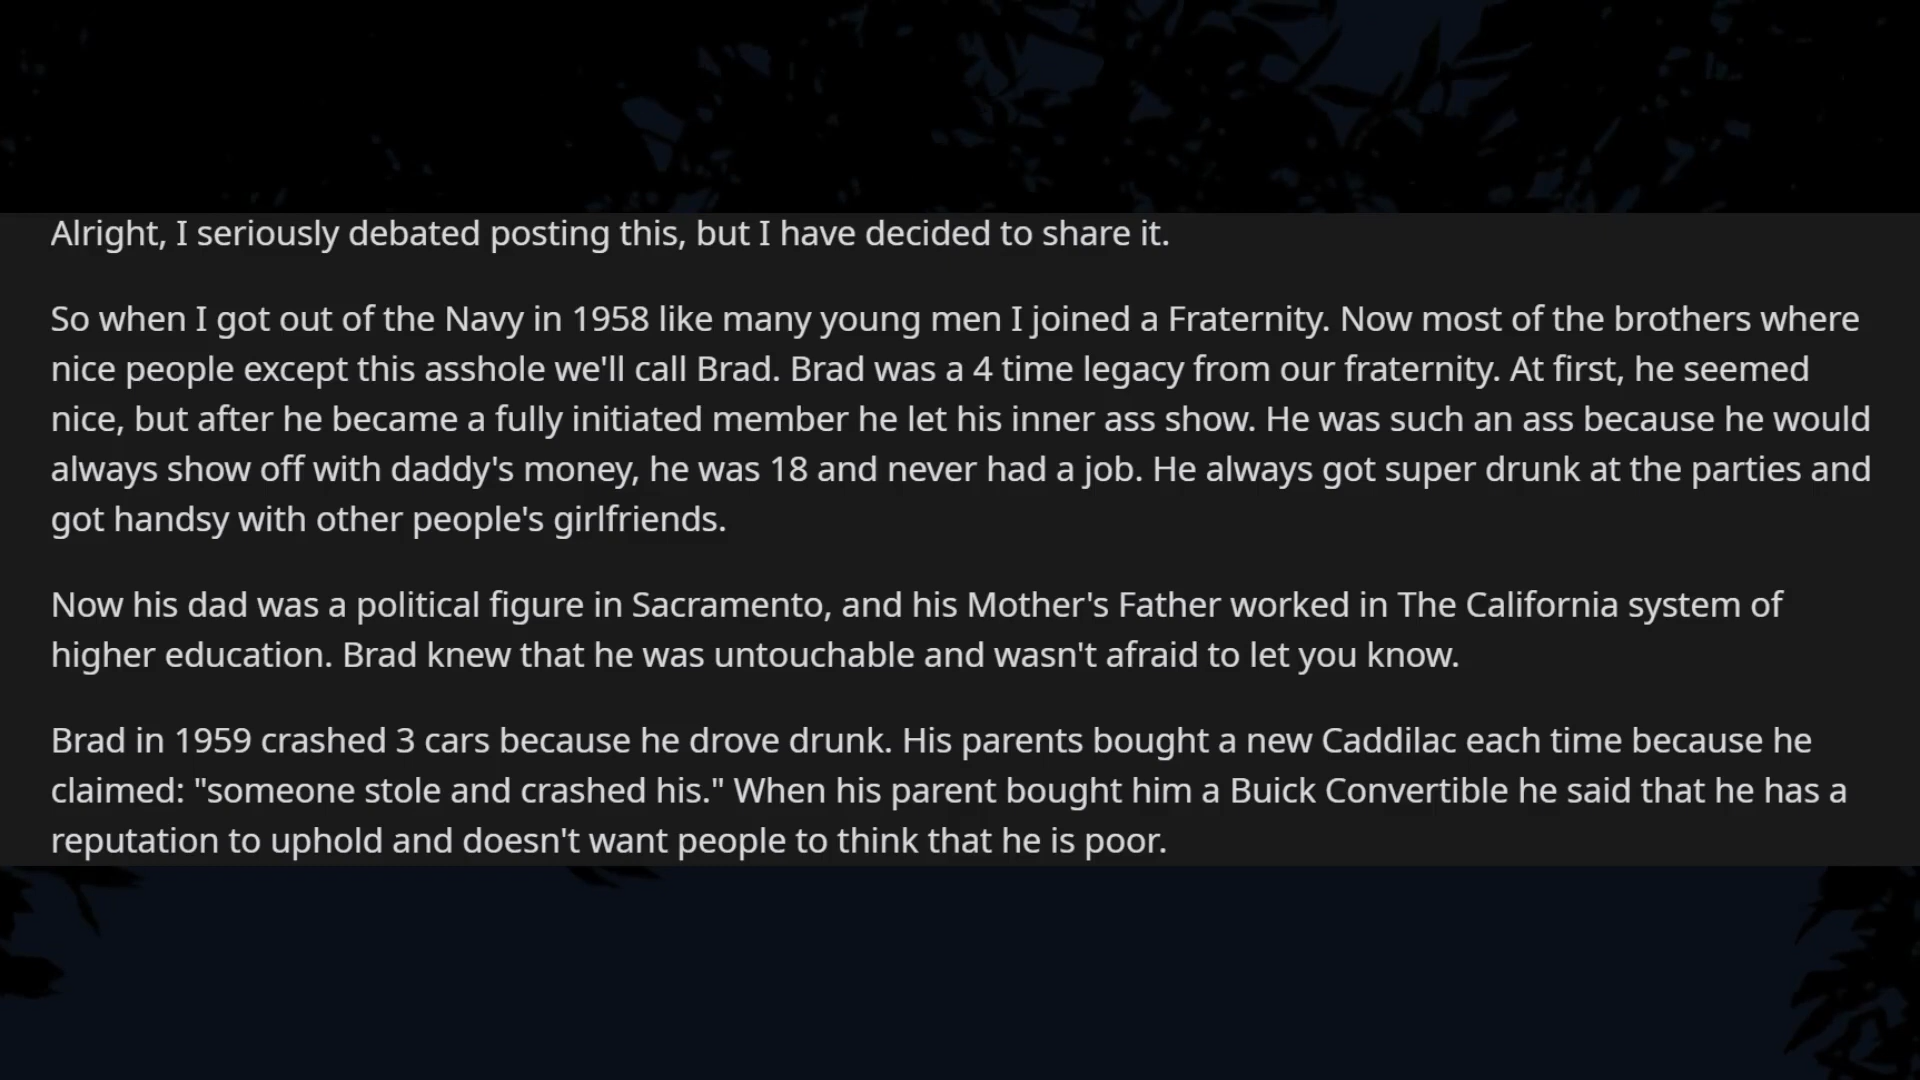 Alright, I seriously debated posting this, but I have decided to share it.
So when I got out of the Navy in 1958 like many young men I joined a Fraternity. Now most of the brothers where
nice people except this asshole we'll call Brad. Brad was a 4 time legacy from our fraternity. At first, he seemed
nice, but after he became a fully initiated member he let his inner ass show. He was such an ass because he would
always show off with daddy's money, he was 18 and never had a job. He always got super drunk at the parties and
got handsy with other people's girlfriends.
Now his dad was a political figure in Sacramento, and his Mother's Father worked in The California system of
higher education. Brad knew that he was untouchable and wasn't afraid to let you know.
Brad in 1959 crashed 3 cars because he drove drunk. His parents bought a new Caddilac each time because he
claimed: "someone stole and crashed his." When his parent bought him a Buick Convertible he said that he has a
reputation to uphold and doesn't want people to think that he is poor.